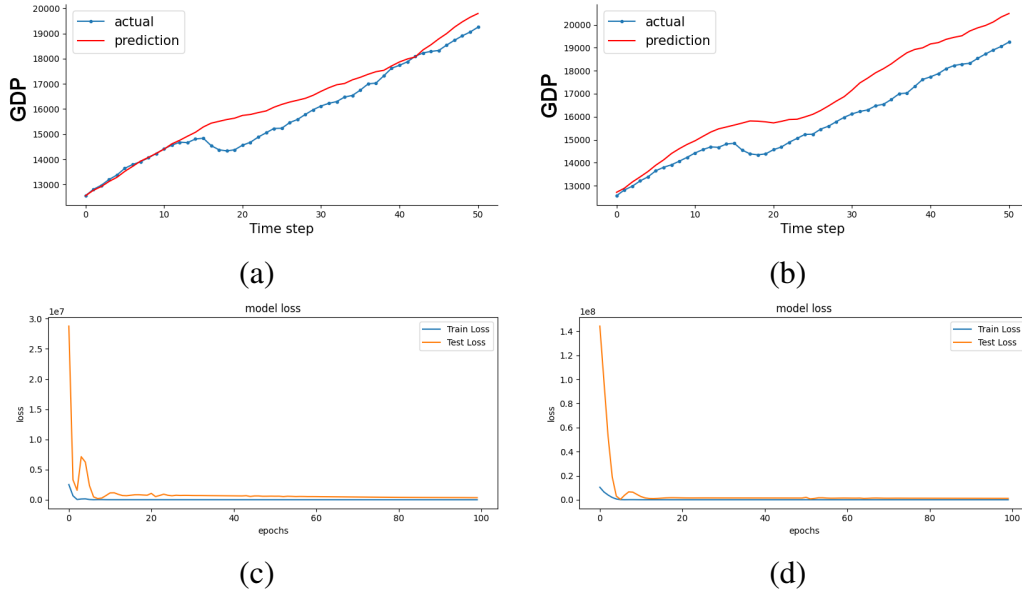 20000
19000
18000
17000
16000
15000
14000
13000
GDP
actual
prediction
0 10 20 30 40 50
Time step
(a)
20000
19000
18000
17000
16000
15000
14000
13000
GDP
actual
prediction
0 10 20 30 40 50
Time step
(b)
model loss
1e7
3.0
2.5
2.0
1.5
1.0
0.5
0.0
loss
Train Loss
Test Loss
0 20 40 60 80 100
epochs
(c)
model loss
1e8
1.4
1.2
1.0
0.8
0.6
0.4
0.2
0.0
loss
Train Loss
Test Loss
0 20 40 60 80 100
epochs
(d)